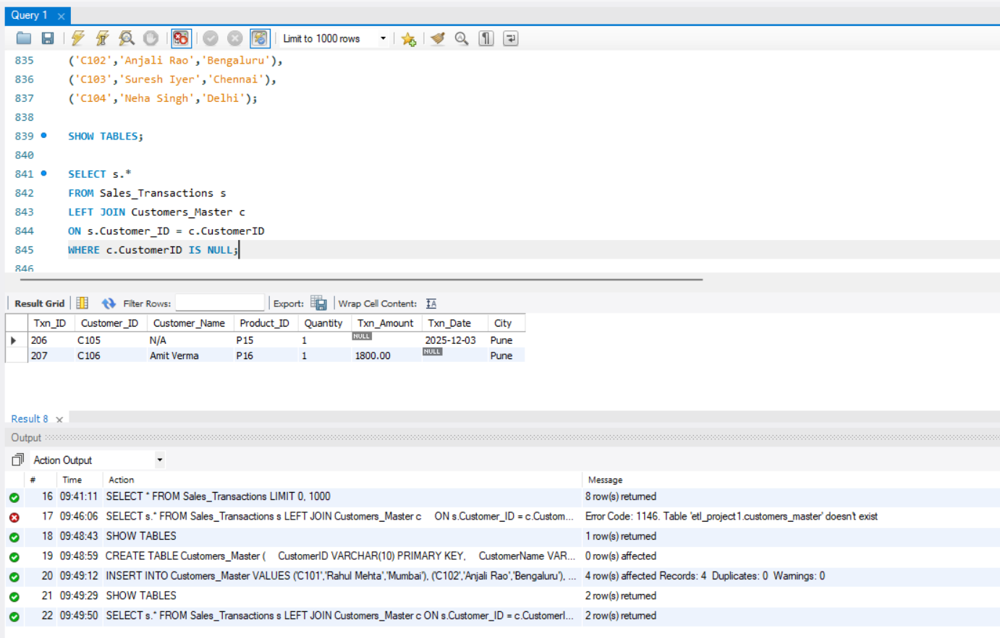 Query 1
Limit to 1000 rows
835 ('C102','Anjali Rao','Bengaluru'),
836 ('C103','Suresh Iyer','Chennai'),
837 ('C104','Neha Singh','Delhi');
838
839 SHOW TABLES;
840
841 SELECT s.*
842 FROM Sales_Transactions s
843 LEFT JOIN Customers_Master c
844 ON s.Customer_ID = c.CustomerID
845 WHERE c.CustomerID IS NULL;
846
Result Grid Filter Rows: Export: Wrap Cell Content: IA
Txn_ID Customer_ID Customer_Name Product_ID Quantity Txn_Amount Txn_Date City
206 C105 N/A P15 1 NULL 2025-12-03 Pune
207 C106 Amit Verma P16 1 1800.00 NULL Pune
Result 8
Output
Action Output
# Time Action Message
16 09:41:11 SELECT * FROM Sales_Transactions LIMIT 0, 1000 8 row(s) returned
17 09:46:06 SELECT s.* FROM Sales_Transactions s LEFT JOIN Customers_Master c ON s.Customer_ID = c.Custom... Error Code: 1146. Table 'etl_project1.customers_master' doesn't exist
18 09:48:43 SHOW TABLES 1 row(s) returned
19 09:48:59 CREATE TABLE Customers_Master ( CustomerID VARCHAR(10) PRIMARY KEY, CustomerName VAR... 0 row(s) affected
20 09:49:12 INSERT INTO Customers_Master VALUES ('C101','Rahul Mehta','Mumbai'), ('C102','Anjali Rao','Bengaluru'), ... 4 row(s) affected Records: 4 Duplicates: 0 Warnings: 0
21 09:49:29 SHOW TABLES 2 row(s) returned
22 09:49:50 SELECT s.* FROM Sales_Transactions s LEFT JOIN Customers_Master c ON s.Customer_ID = c.CustomerI... 2 row(s) returned